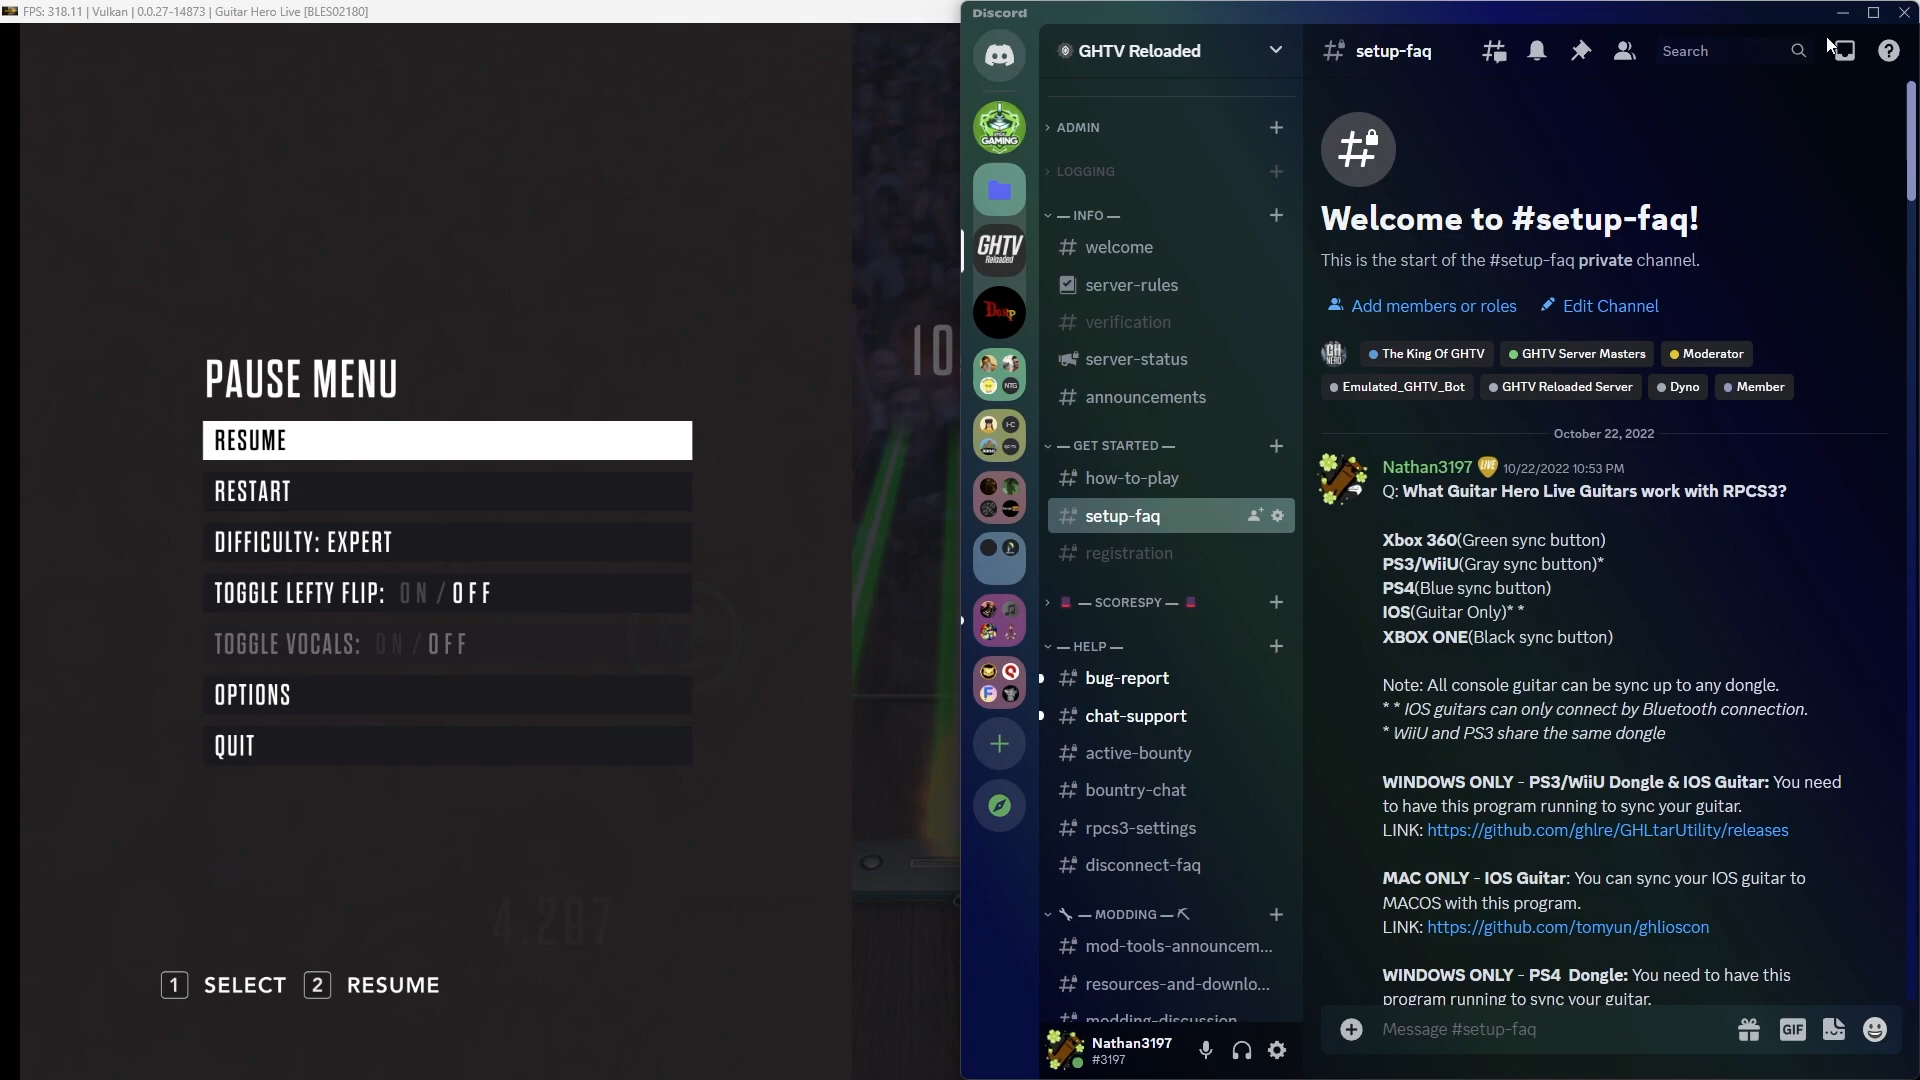 FPS: 318.11 | Vulkan | 0.0.27-14873 | Guitar Hero Live [BLES02180]
PAUSE MENU
RESUME
RESTART
DIFFICULTY: EXPERT
TOGGLE LEFTY FLIP: ON / OFF
TOGGLE VOCALS: ON / OFF
OPTIONS
QUIT
10
4,297
1 SELECT 2 RESUME
Discord
GAMING
GHTV
Reloaded
GHTV Reloaded
ADMIN
LOGGING
— INFO —
welcome
server-rules
verification
server-status
announcements
— GET STARTED —
how-to-play
setup-faq
registration
— SCORESPY —
— HELP —
bug-report
chat-support
active-bounty
bountry-chat
rpcs3-settings
disconnect-faq
— MODDING —
mod-tools-announcem...
resources-and-downlo...
modding-discussion
Nathan3197
#3197
setup-faq
Search
Welcome to #setup-faq!
This is the start of the #setup-faq private channel.
Add members or roles Edit Channel
The King Of GHTV GHTV Server Masters Moderator
Emulated_GHTV_Bot GHTV Reloaded Server Dyno Member
October 22, 2022
Nathan3197 LIVE 10/22/2022 10:53 PM
Q: What Guitar Hero Live Guitars work with RPCS3?
Xbox 360(Green sync button)
PS3/WiiU(Gray sync button)*
PS4(Blue sync button)
IOS(Guitar Only)* *
XBOX ONE(Black sync button)
Note: All console guitar can be sync up to any dongle.
* * IOS guitars can only connect by Bluetooth connection.
* WiiU and PS3 share the same dongle
WINDOWS ONLY - PS3/WiiU Dongle & IOS Guitar: You need
to have this program running to sync your guitar.
LINK: https://github.com/ghlre/GHLtarUtility/releases
MAC ONLY - IOS Guitar: You can sync your IOS guitar to
MACOS with this program.
LINK: https://github.com/tomyun/ghlioscon
WINDOWS ONLY - PS4 Dongle: You need to have this
program running to sync your guitar.
Message #setup-faq
GIF